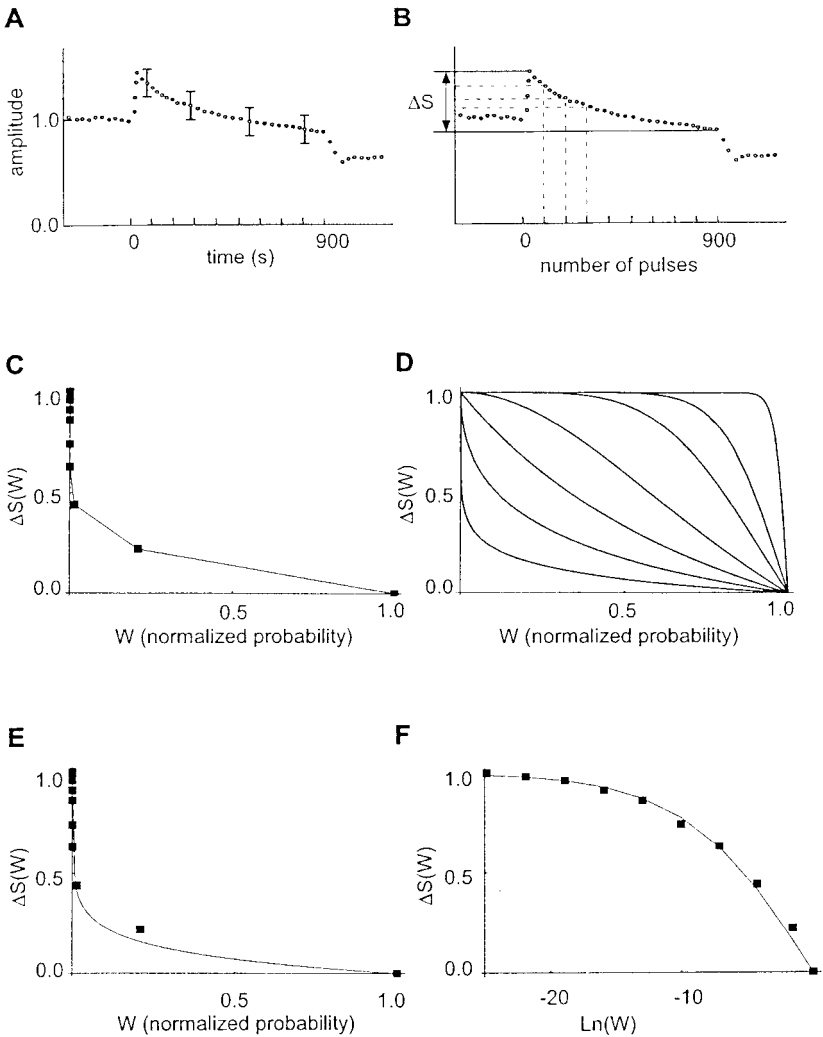 A
amplitude
1.0
0.0
0
900
time (s)
B
ΔS
0
900
number of pulses
C
ΔS(W)
1.0
0.5
0.0
0.5
1.0
W (normalized probability)
D
ΔS(W)
1.0
0.5
0.0
0.5
1.0
W (normalized probability)
E
ΔS(W)
1.0
0.5
0.0
0.5
1.0
W (normalized probability)
F
ΔS(W)
1.0
0.5
0.0
-20
-10
Ln(W)